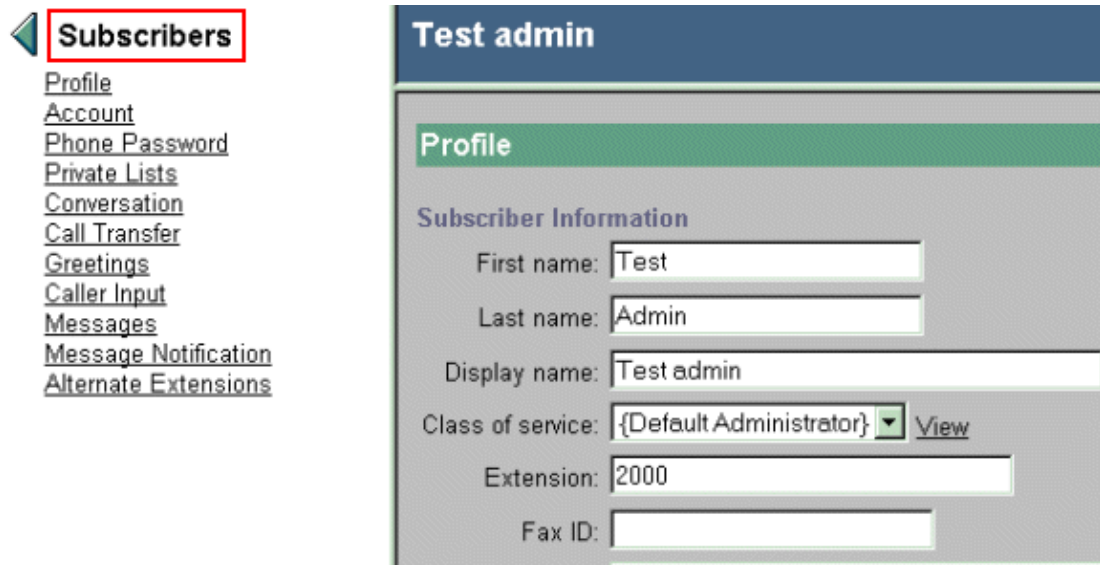 Subscribers
Profile
Account
Phone Password
Private Lists
Conversation
Call Transfer
Greetings
Caller Input
Messages
Message Notification
Alternate Extensions
Test admin
Profile
Subscriber Information
First name: Test
Last name: Admin
Display name: Test admin
Class of service: {Default Administrator} View
Extension: 2000
Fax ID: